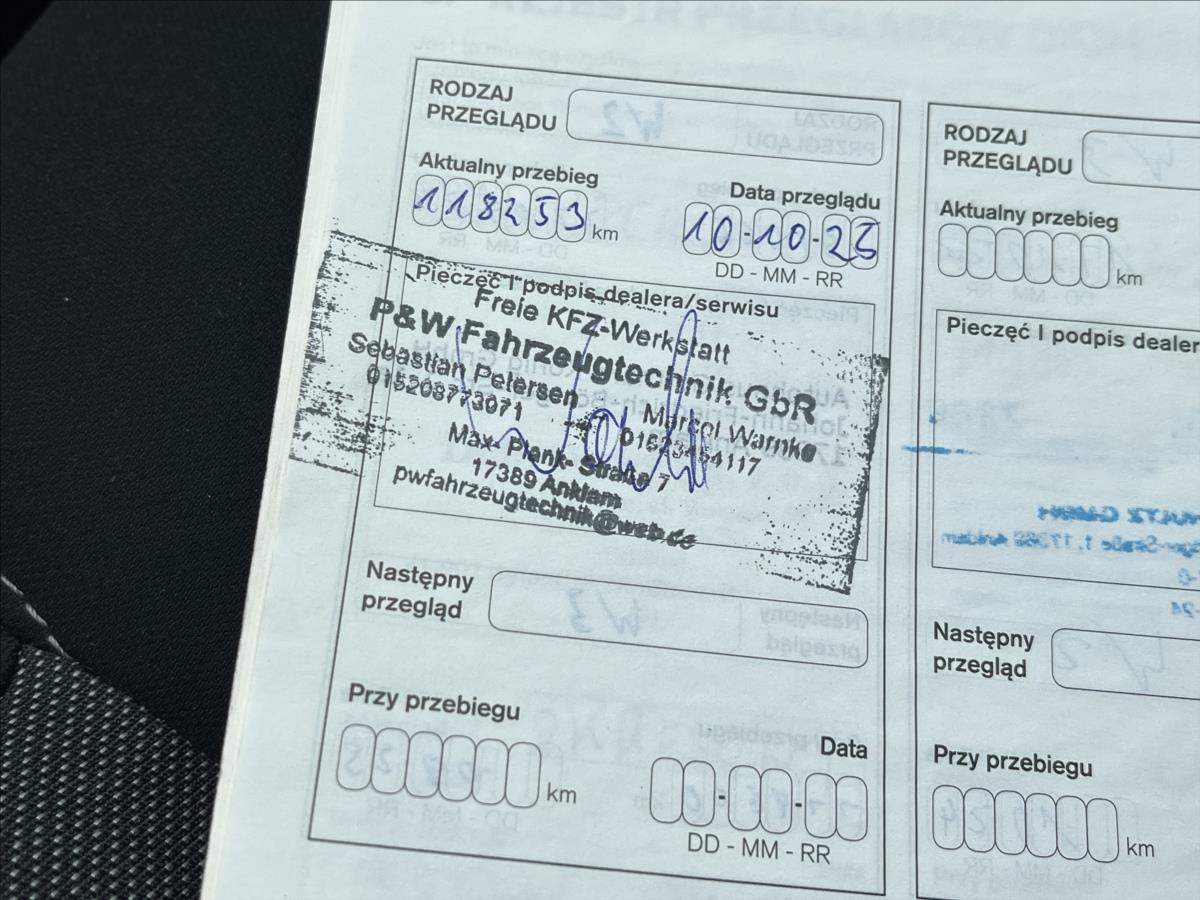 RODZAJ
PRZEGLĄDU
Aktualny przebieg
118253 km
Data przeglądu
10-10-25
DD - MM - RR
Pieczęć I podpis dealera/serwisu
Freie KFZ-Werkstatt
P&W Fahrzeugtechnik GbR
Sebastian Petersen Marcel Warnke
015208773071
Max- Plank- Straße 7
17389 Anklam
pwfahrzeugtechnik@web.de
Następny
przegląd
Przy przebiegu
km
Data
DD - MM - RR
RODZAJ
PRZEGLĄDU
Aktualny przebieg
km
Pieczęć I podpis dealer
Następny
przegląd
Przy przebiegu
km